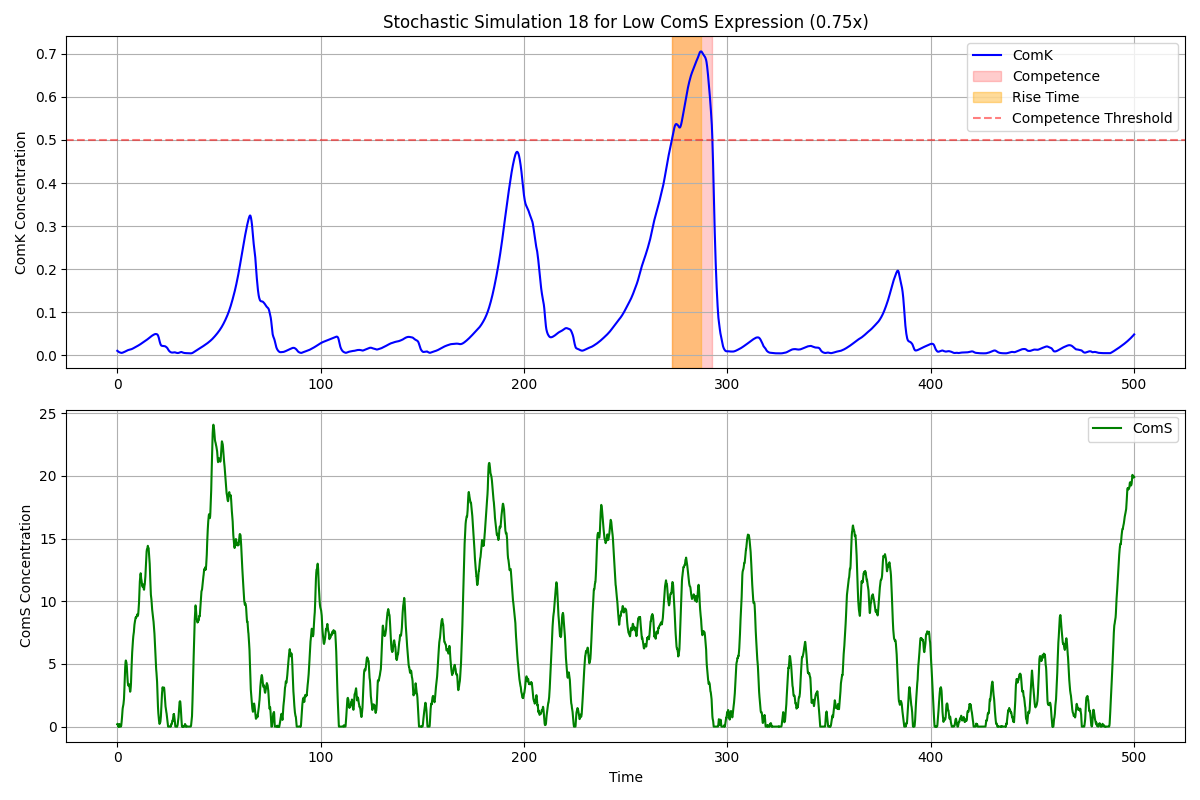 Stochastic Simulation 18 for Low ComS Expression (0.75x)
ComK Concentration
0.7
0.6
0.5
0.4
0.3
0.2
0.1
0.0
ComK
Competence
Rise Time
Competence Threshold
0 100 200 300 400 500
ComS Concentration
25
20
15
10
5
0
ComS
0 100 200 300 400 500
Time